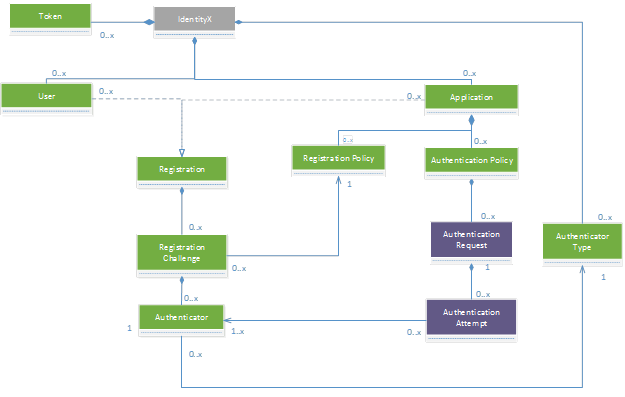 Token
IdentityX
0..x
0..x
0..x
0..x
User
Application
0..x
0..x
0..x
Registration Policy
Authentication Policy
Registration
1
0..x
0..x
0..x
Authentication
Request
Registration
Challenge
Authenticator
Type
0..x
1
1
0..x
0..x
Authenticator
Authentication
Attempt
1
1..x
0..x
0..x